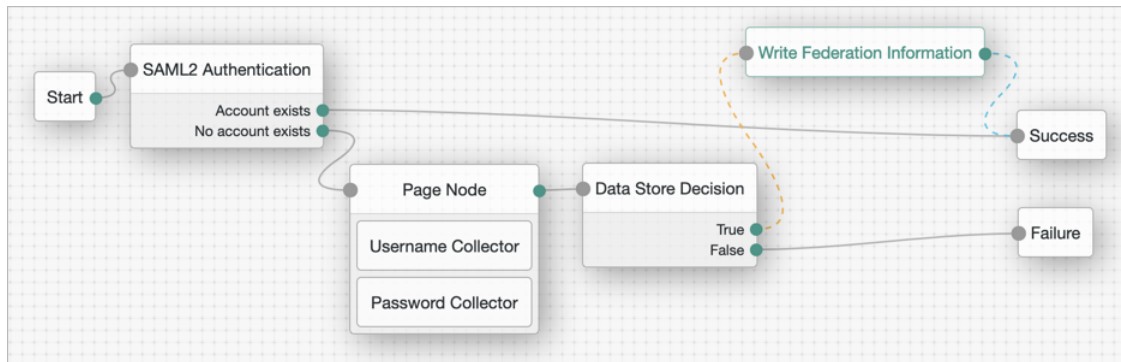 Start
SAML2 Authentication
Account exists
No account exists
Page Node
Username Collector
Password Collector
Data Store Decision
True
False
Write Federation Information
Success
Failure